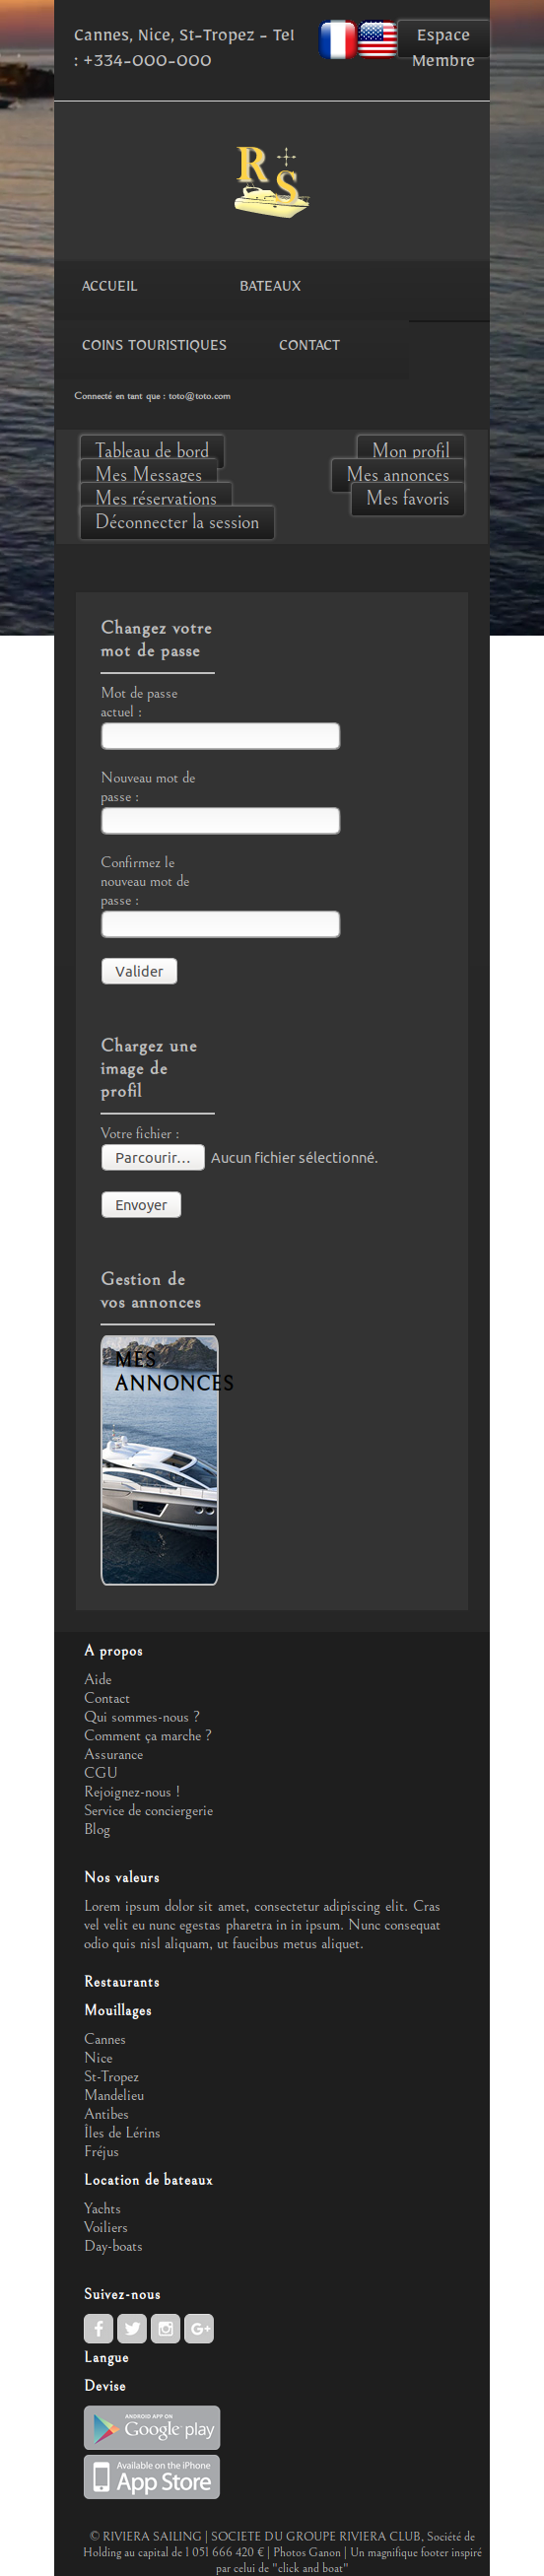 Cannes, Nice, St-Tropez - Tel
: +334-000-000
Espace
Membre
R
S
ACCUEIL
BATEAUX
COINS TOURISTIQUES
CONTACT
Connecté en tant que : toto@toto.com
Tableau de bord
Mon profil
Mes Messages
Mes annonces
Mes réservations
Mes favoris
Déconnecter la session
Changez votre
mot de passe
Mot de passe
actuel :
Nouveau mot de
passe :
Confirmez le
nouveau mot de
passe :
Valider
Chargez une
image de
profil
Votre fichier :
Parcourir... Aucun fichier sélectionné.
Envoyer
Gestion de
vos annonces
MES
ANNONCES
A propos
Aide
Contact
Qui sommes-nous ?
Comment ça marche ?
Assurance
CGU
Rejoignez-nous !
Service de conciergerie
Blog
Nos valeurs
Lorem ipsum dolor sit amet, consectetur adipiscing elit. Cras
vel velit eu nunc egestas pharetra in in ipsum. Nunc consequat
odio quis nisl aliquam, ut faucibus metus aliquet.
Restaurants
Mouillages
Cannes
Nice
St-Tropez
Mandelieu
Antibes
Îles de Lérins
Fréjus
Location de bateaux
Yachts
Voiliers
Day-boats
Suivez-nous
Langue
Devise
ANDROID APP ON
Google play
Available on the iPhone
App Store
© RIVIERA SAILING | SOCIETE DU GROUPE RIVIERA CLUB, Société de
Holding au capital de 1 051 666 420 € | Photos Ganon | Un magnifique footer inspiré
par celui de "click and boat"